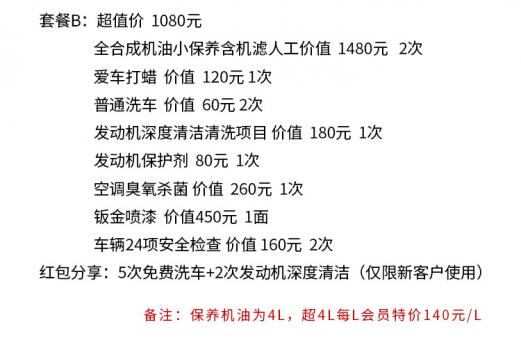 套餐B：超值价 1080元
全合成机油小保养含机滤人工价值 1480元 2次
爱车打蜡 价值 120元 1次
普通洗车 价值 60元 2次
发动机深度清洁清洗项目 价值 180元 1次
发动机保护剂 80元 1次
空调臭氧杀菌 价值 260元 1次
钣金喷漆 价值450元 1面
车辆24项安全检查 价值 160元 2次
红包分享：5次免费洗车+2次发动机深度清洁（仅限新客户使用）
备注：保养机油为4L，超4L每L会员特价140元/L